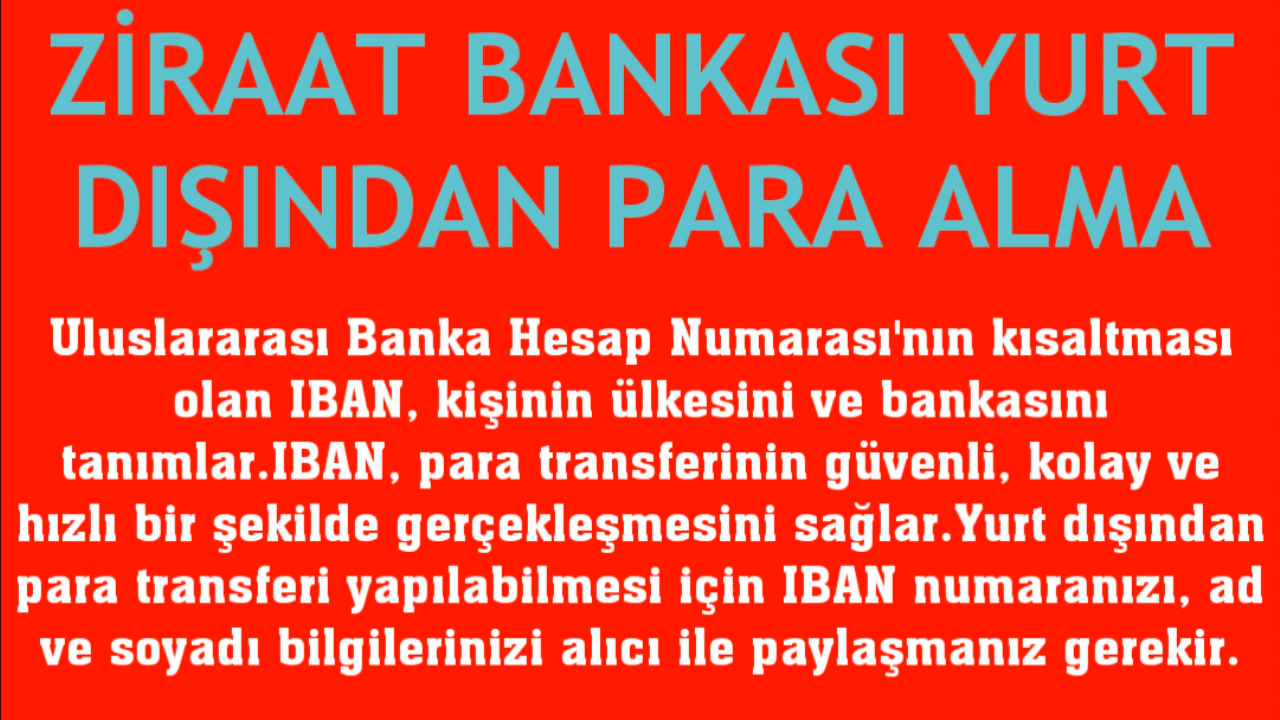 ZİRAAT BANKASI YURT
DIŞINDAN PARA ALMA
Uluslararası Banka Hesap Numarası'nın kısaltması
olan IBAN, kişinin ülkesini ve bankasını
tanımlar.IBAN, para transferinin güvenli, kolay ve
hızlı bir şekilde gerçekleşmesini sağlar.Yurt dışından
para transferi yapılabilmesi için IBAN numaranızı, ad
ve soyadı bilgilerinizi alıcı ile paylaşmanız gerekir.